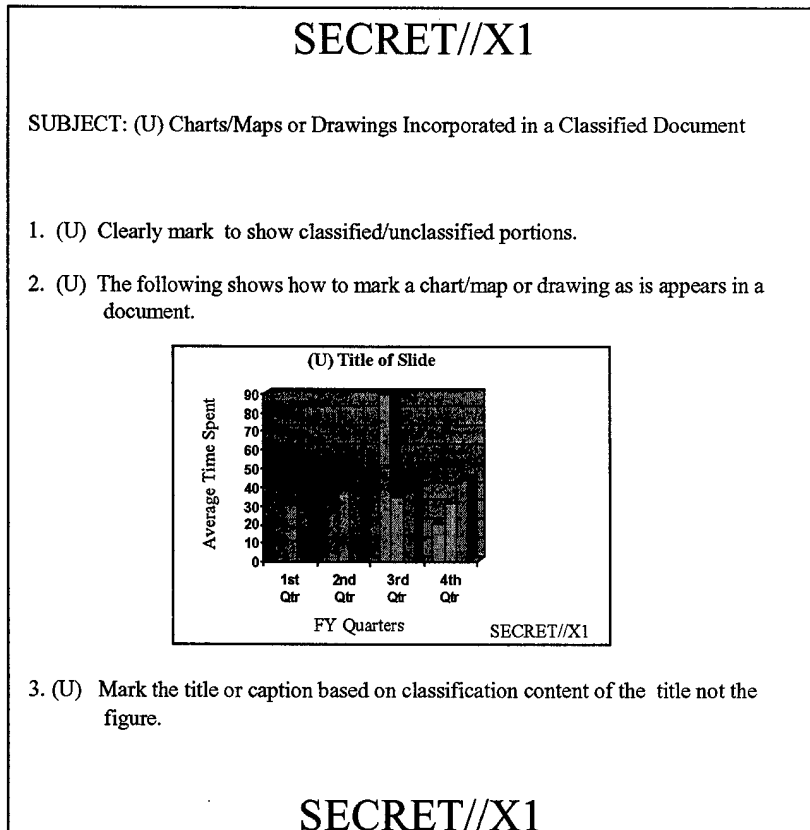 SECRET//X1
SUBJECT: (U) Charts/Maps or Drawings Incorporated in a Classified Document
1. (U) Clearly mark to show classified/unclassified portions.
2. (U) The following shows how to mark a chart/map or drawing as is appears in a
document.
(U) Title of Slide
Average Time Spent
90
80
70
60
50
40
30
20
10
0
1st 2nd 3rd 4th
Qtr Qtr Qtr Qtr
FY Quarters
SECRET//X1
3. (U) Mark the title or caption based on classification content of the title not the
figure.
SECRET//X1